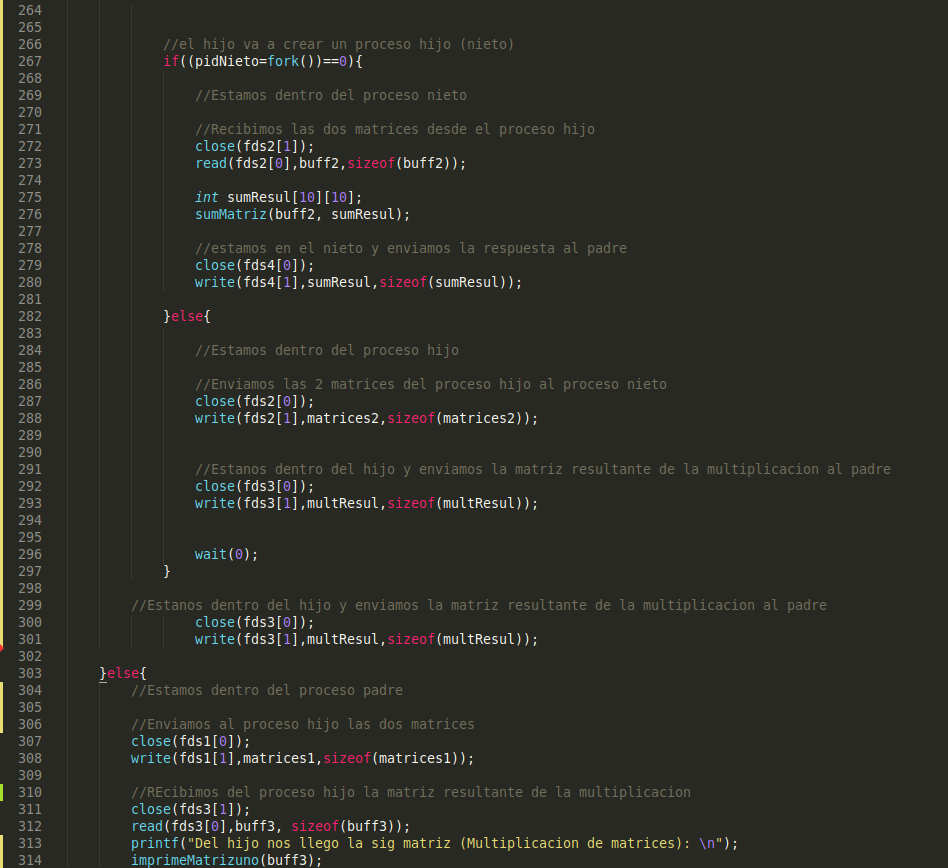 264
265
266 //el hijo va a crear un proceso hijo (nieto)
267 if((pidNieto=fork())==0){
268
269 //Estamos dentro del proceso nieto
270
271 //Recibimos las dos matrices desde el proceso hijo
272 close(fds2[1]);
273 read(fds2[0],buff2,sizeof(buff2));
274
275 int sumResul[10][10];
276 sumMatriz(buff2, sumResul);
277
278 //estamos en el nieto y enviamos la respuesta al padre
279 close(fds4[0]);
280 write(fds4[1],sumResul,sizeof(sumResul));
281
282 }else{
283
284 //Estamos dentro del proceso hijo
285
286 //Enviamos las 2 matrices del proceso hijo al proceso nieto
287 close(fds2[0]);
288 write(fds2[1],matrices2,sizeof(matrices2));
289
290
291 //Estanos dentro del hijo y enviamos la matriz resultante de la multiplicacion al padre
292 close(fds3[0]);
293 write(fds3[1],multResul,sizeof(multResul));
294
295
296 wait(0);
297 }
298
299 //Estanos dentro del hijo y enviamos la matriz resultante de la multiplicacion al padre
300 close(fds3[0]);
301 write(fds3[1],multResul,sizeof(multResul));
302
303 }else{
304 //Estamos dentro del proceso padre
305
306 //Enviamos al proceso hijo las dos matrices
307 close(fds1[0]);
308 write(fds1[1],matrices1,sizeof(matrices1));
309
310 //REcibimos del proceso hijo la matriz resultante de la multiplicacion
311 close(fds3[1]);
312 read(fds3[0],buff3, sizeof(buff3));
313 printf("Del hijo nos llego la sig matriz (Multiplicacion de matrices): \n");
314 imprimeMatrizuno(buff3);